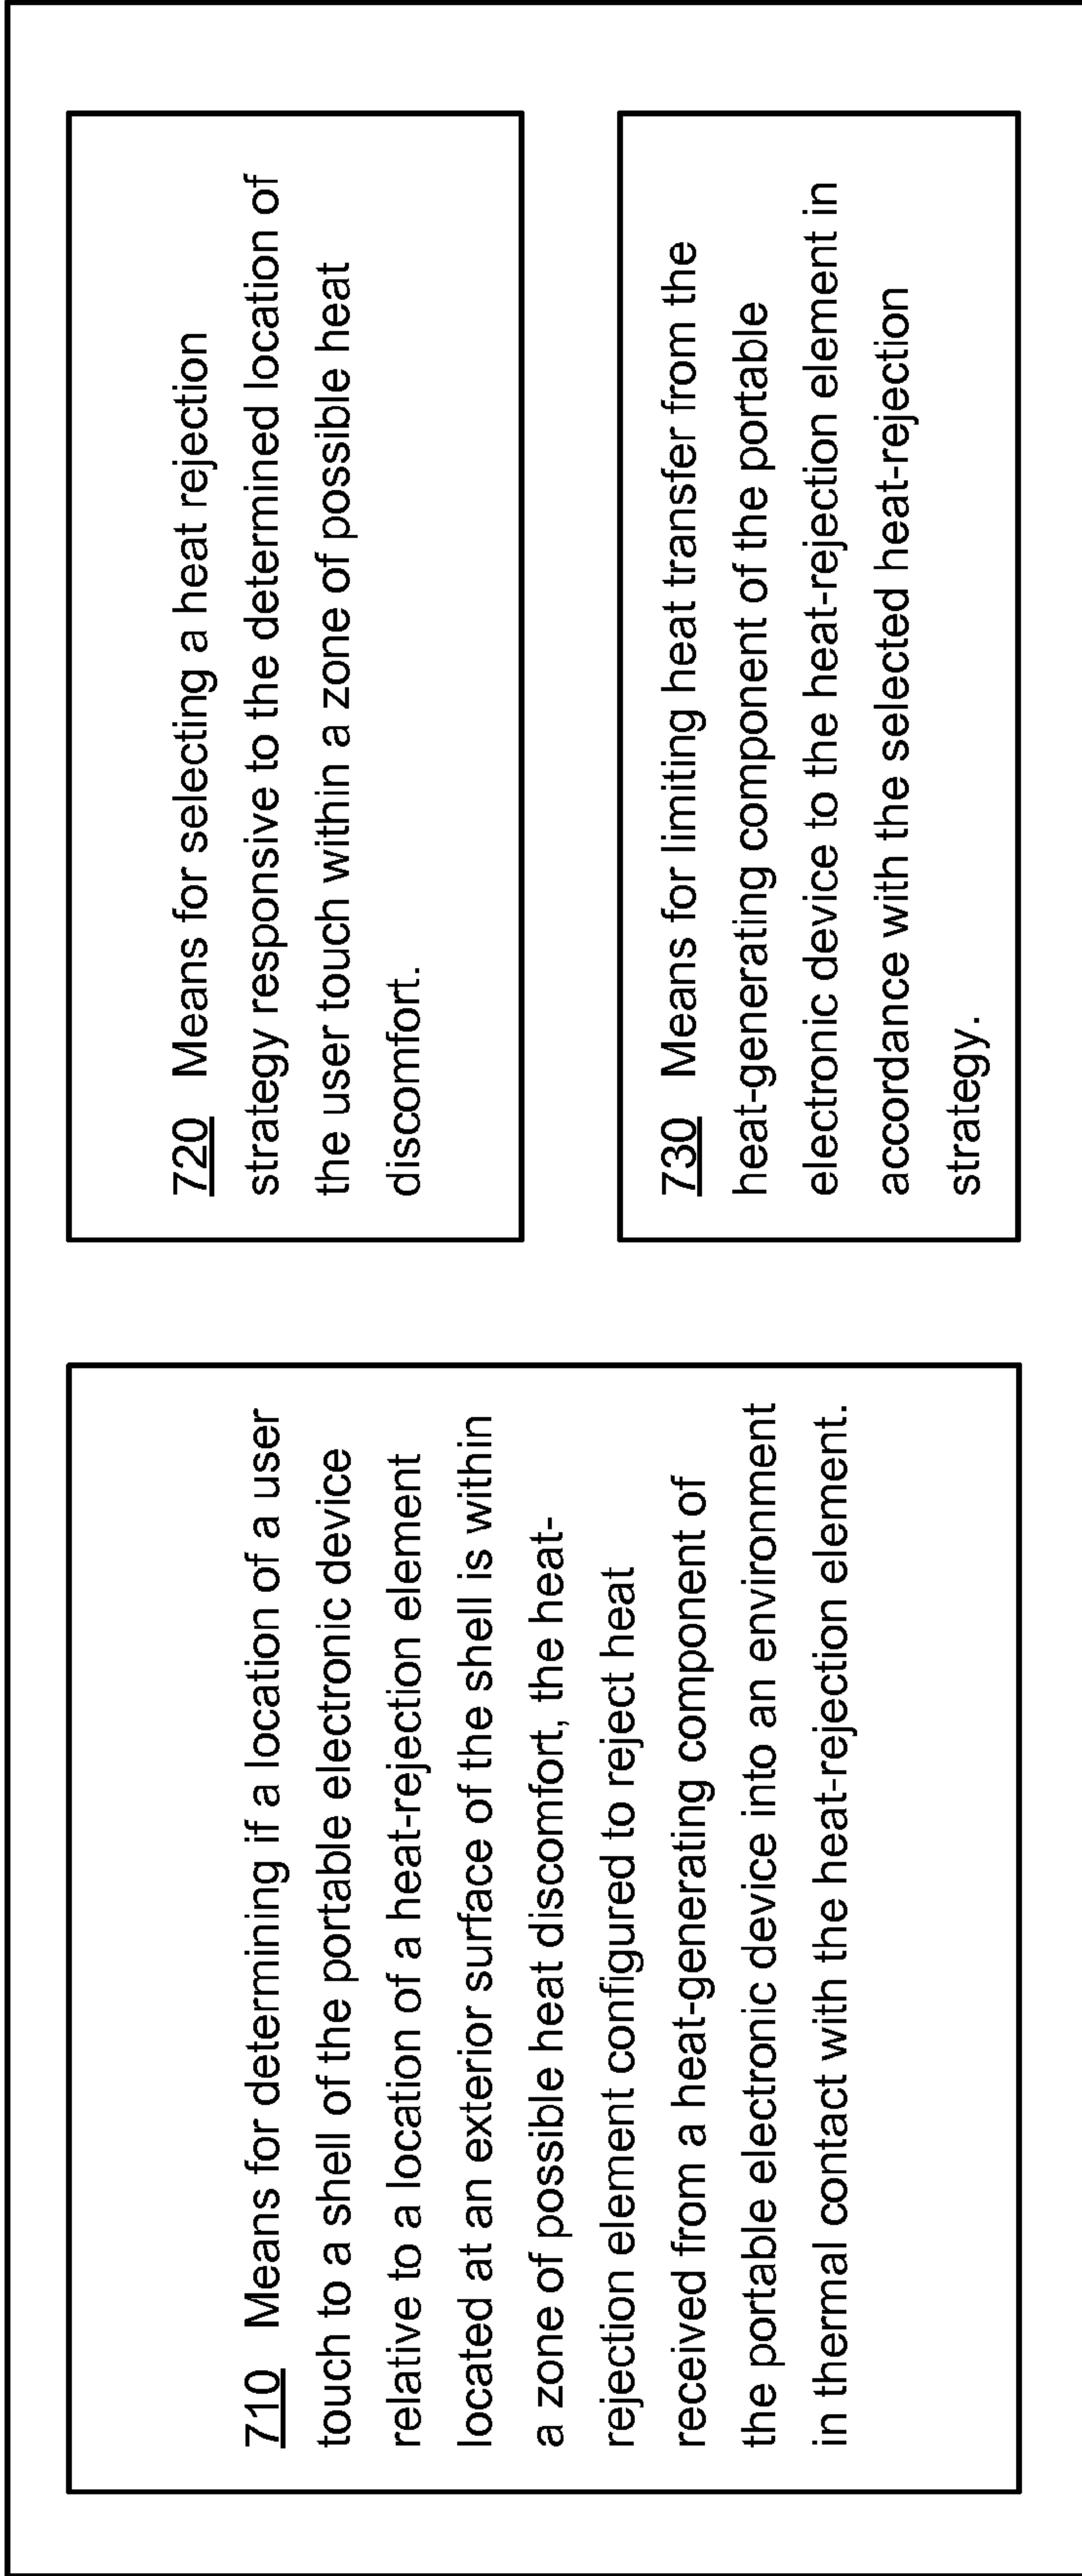 710 Means for determining if a location of a user
touch to a shell of the portable electronic device
relative to a location of a heat-rejection element
located at an exterior surface of the shell is within
a zone of possible heat discomfort, the heat-
rejection element configured to reject heat
received from a heat-generating component of
the portable electronic device into an environment
in thermal contact with the heat-rejection element.
720 Means for selecting a heat rejection
strategy responsive to the determined location of
the user touch within a zone of possible heat
discomfort.
730 Means for limiting heat transfer from the
heat-generating component of the portable
electronic device to the heat-rejection element in
accordance with the selected heat-rejection
strategy.